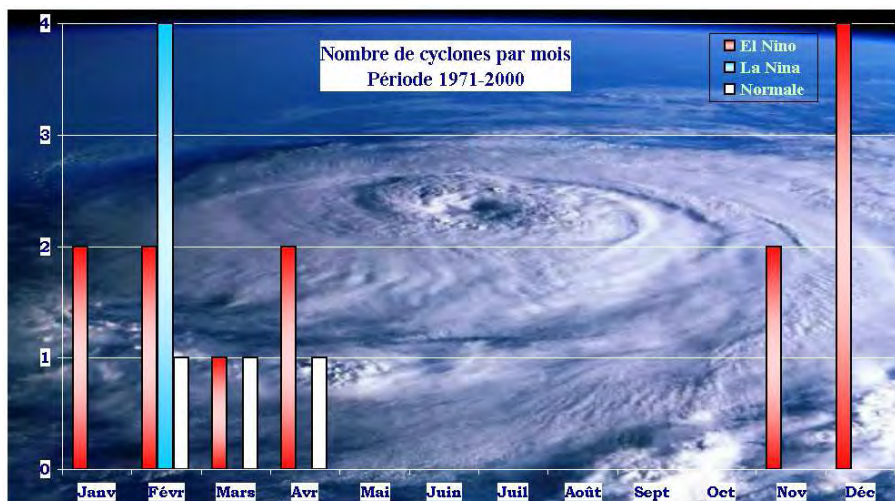 Nombre de cyclones par mois
Période 1971-2000
El Nino
La Nina
Normale
4
3
2
1
0
Janv Févr Mars Avr Mai Juin Juil Août Sept Oct Nov Déc